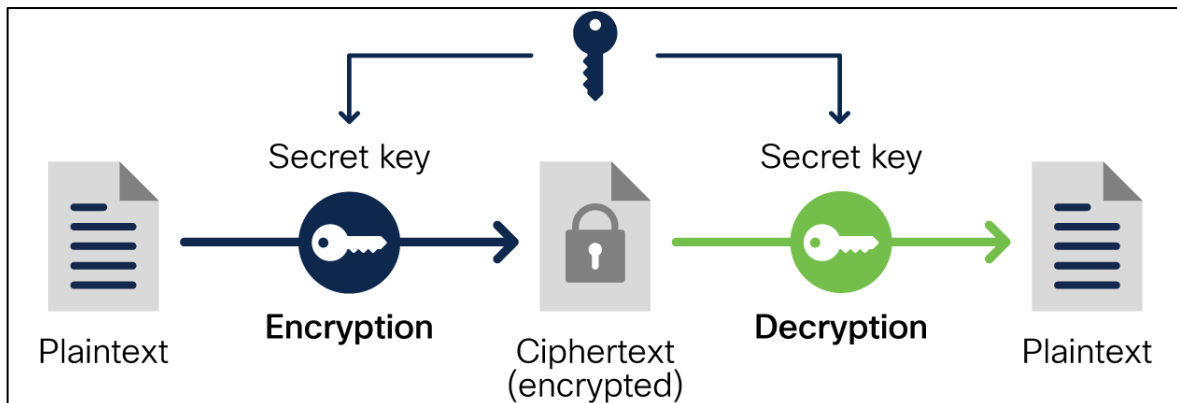 Secret key
Secret key
Encryption
Decryption
Plaintext
Ciphertext
(encrypted)
Plaintext